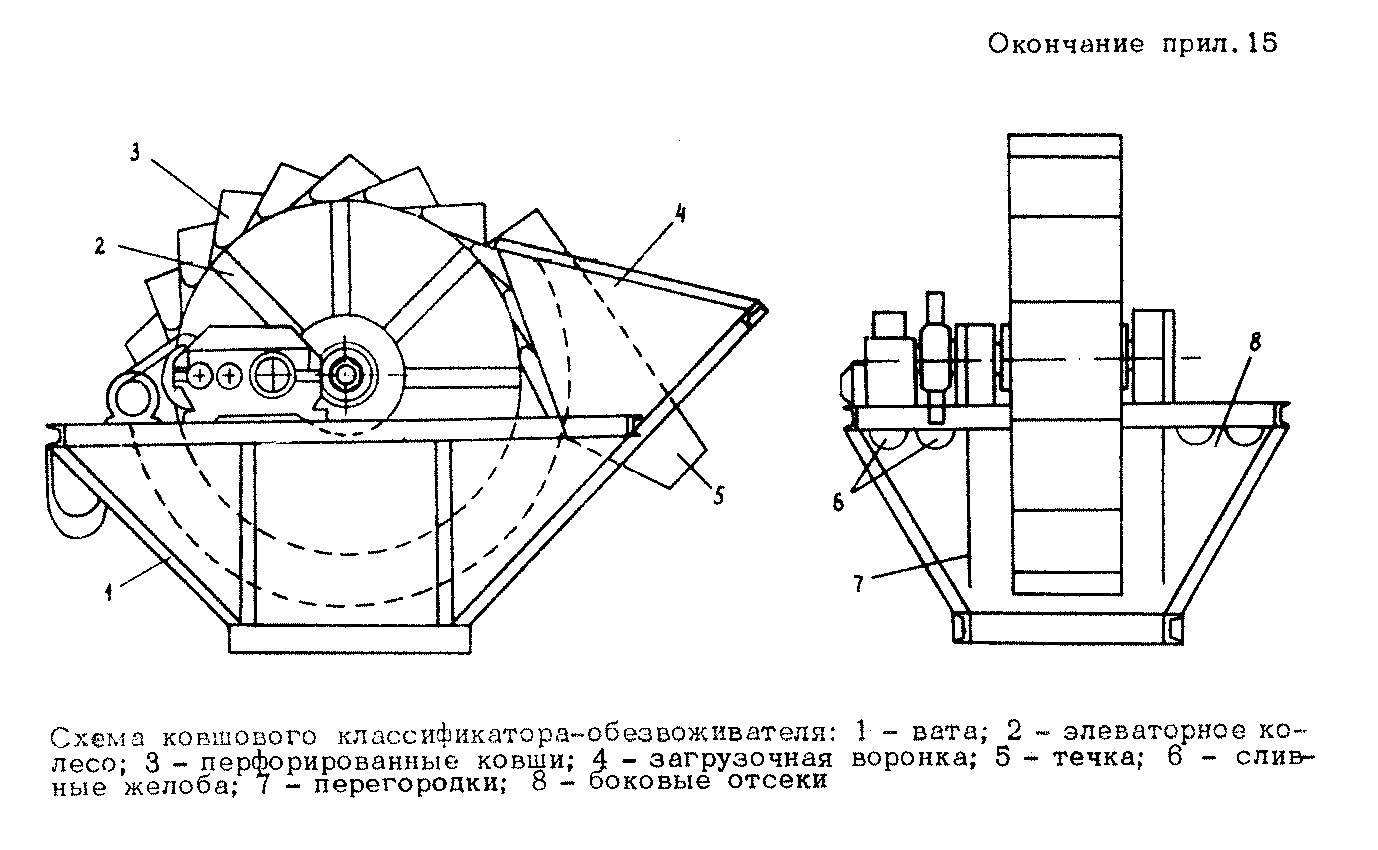 Окончание прил.15
3
2
4
5
1
8
6
7
Схема ковшового классификатора-обезвоживателя: 1 - вата; 2 - элеваторное ко-
лесо; 3 - перфорированные ковши; 4 - загрузочная воронка; 5 - течка; 6 - слив-
ные желоба; 7 - перегородки; 8 - боковые отсеки